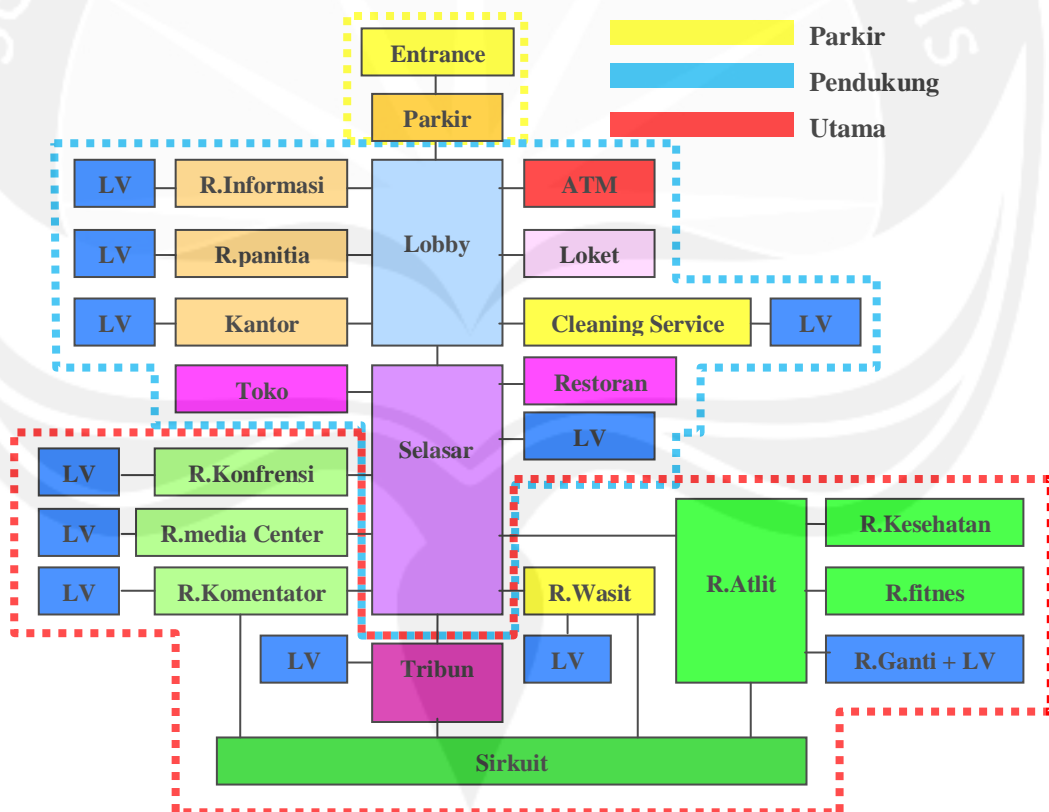 Entrance
Parkir
Parkir
Pendukung
Utama
LV
R.Informasi
Lobby
ATM
LV
R.panitia
Loket
LV
Kantor
Cleaning Service
LV
Toko
Selasar
Restoran
LV
LV
R.Konfrensi
LV
R.media Center
LV
R.Komentator
R.Wasit
LV
R.Atlit
R.Kesehatan
R.fitnes
R.Ganti + LV
LV
Tribun
Sirkuit